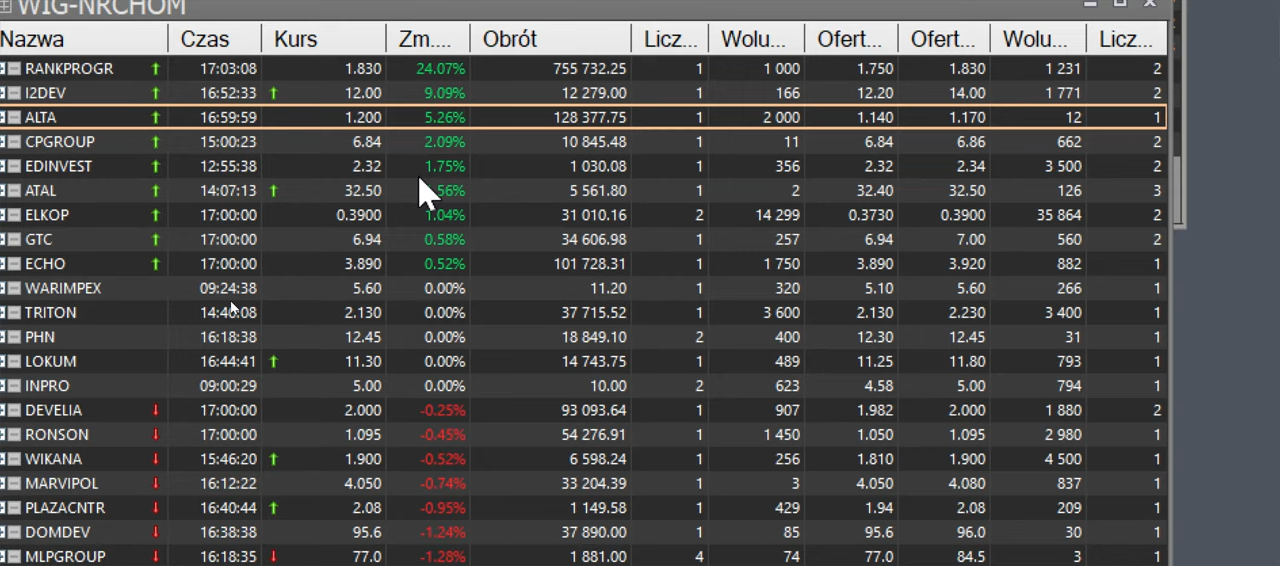 WIG-NRCHOM
Nazwa Czas Kurs Zm.... Obrót Licz... Wolu... Ofert... Ofert... Wolu... Licz...
RANKPROGR 17:03:08 1.830 24.07% 755 732.25 1 1 000 1.750 1.830 1 231 2
I2DEV 16:52:33 12.00 9.09% 12 279.00 1 166 12.20 14.00 1 771 2
ALTA 16:59:59 1.200 5.26% 128 377.75 1 2 000 1.140 1.170 12 1
CPGROUP 15:00:23 6.84 2.09% 10 845.48 1 11 6.84 6.86 662 2
EDINVEST 12:55:38 2.32 1.75% 1 030.08 1 356 2.32 2.34 3 500 2
ATAL 14:07:13 32.50 56% 5 561.80 1 2 32.40 32.50 126 3
ELKOP 17:00:00 0.3900 1.04% 31 010.16 2 14 299 0.3730 0.3900 35 864 2
GTC 17:00:00 6.94 0.58% 34 606.98 1 257 6.94 7.00 560 2
ECHO 17:00:00 3.890 0.52% 101 728.31 1 1 750 3.890 3.920 882 1
WARIMPEX 09:24:38 5.60 0.00% 11.20 1 320 5.10 5.60 266 1
TRITON 14:40:08 2.130 0.00% 37 715.52 1 3 600 2.130 2.230 3 400 1
PHN 16:18:38 12.45 0.00% 18 849.10 2 400 12.30 12.45 31 1
LOKUM 16:44:41 11.30 0.00% 14 743.75 1 489 11.25 11.80 793 1
INPRO 09:00:29 5.00 0.00% 10.00 2 623 4.58 5.00 794 1
DEVELIA 17:00:00 2.000 -0.25% 93 093.64 1 907 1.982 2.000 1 880 2
RONSON 17:00:00 1.095 -0.45% 54 276.91 1 1 450 1.050 1.095 2 980 1
WIKANA 15:46:20 1.900 -0.52% 6 598.24 1 256 1.810 1.900 4 500 1
MARVIPOL 16:12:22 4.050 -0.74% 33 204.39 1 3 4.050 4.080 837 1
PLAZACNTR 16:40:44 2.08 -0.95% 1 149.58 1 429 1.94 2.08 209 1
DOMDEV 16:38:38 95.6 -1.24% 37 890.00 1 85 95.6 96.0 30 1
MLPGROUP 16:18:35 77.0 -1.28% 1 881.00 4 74 77.0 84.5 3 1